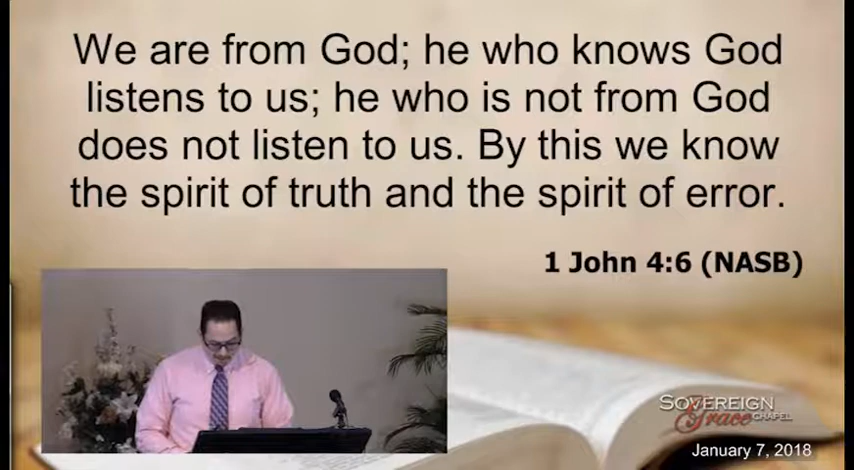 We are from God; he who knows God
listens to us; he who is not from God
does not listen to us. By this we know
the spirit of truth and the spirit of error.
1 John 4:6 (NASB)
SOVEREIGN
Grace CHAPEL
January 7, 2018